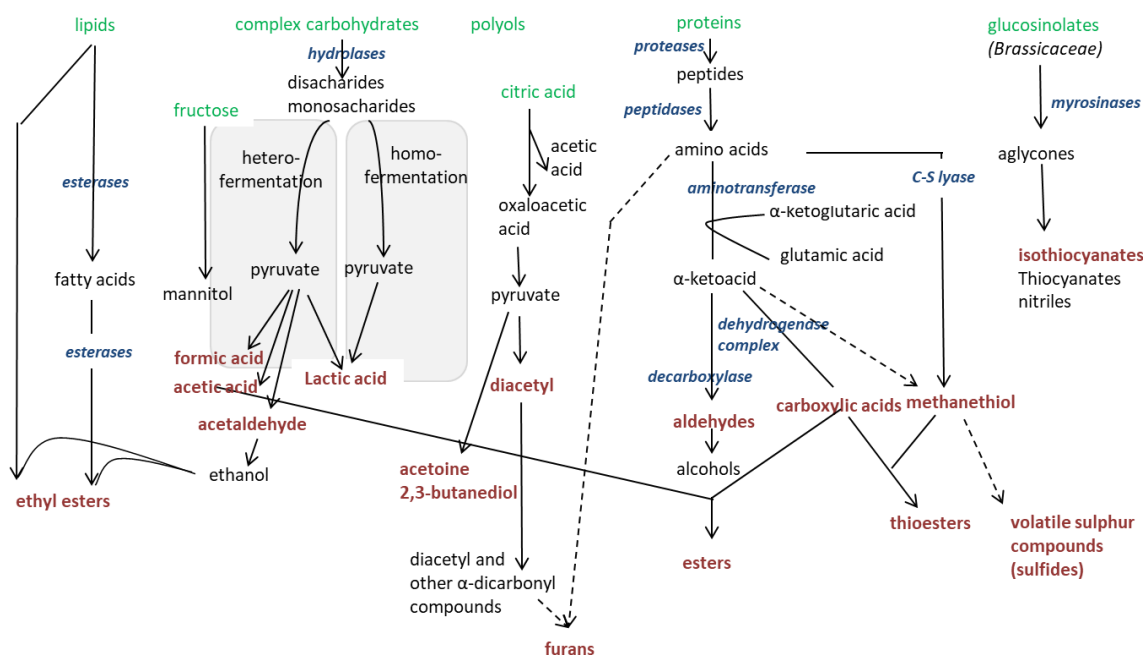 lipids
complex carbohydrates
polyols
proteins
glucosinolates
(Brassicaceae)
hydrolases
proteases
disacharides
monosacharides
peptides
fructose
citric acid
peptidases
myrosinases
hetero-
fermentation
homo-
fermentation
acetic
acid
amino acids
aglycones
esterases
aminotransferase
C-S lyase
oxaloacetic
acid
α-ketoglutaric acid
glutamic acid
isothiocyanates
Thiocyanates
nitriles
fatty acids
mannitol
pyruvate
pyruvate
pyruvate
α-ketoacid
esterases
dehydrogenase
complex
formic acid
acetic acid
Lactic acid
diacetyl
decarboxylase
acetaldehyde
aldehydes
carboxylic acids
methanethiol
ethanol
acetoine
2,3-butanediol
alcohols
ethyl esters
thioesters
volatile sulphur
compounds
(sulfides)
diacetyl and
other α-dicarbonyl
compounds
esters
furans